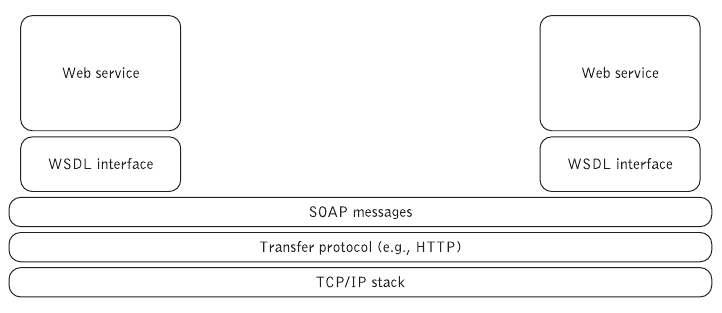 Web service
Web service
WSDL interface
WSDL interface
SOAP messages
Transfer protocol (e.g., HTTP)
TCP/IP stack